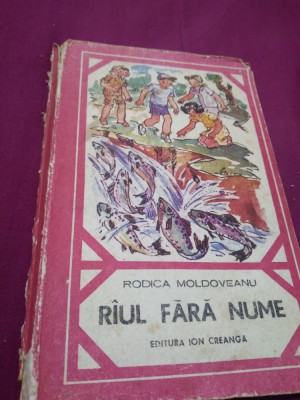 RODICA MOLDOVEANU
RÎUL FĂRĂ NUME
EDITURA ION CREANGĂ